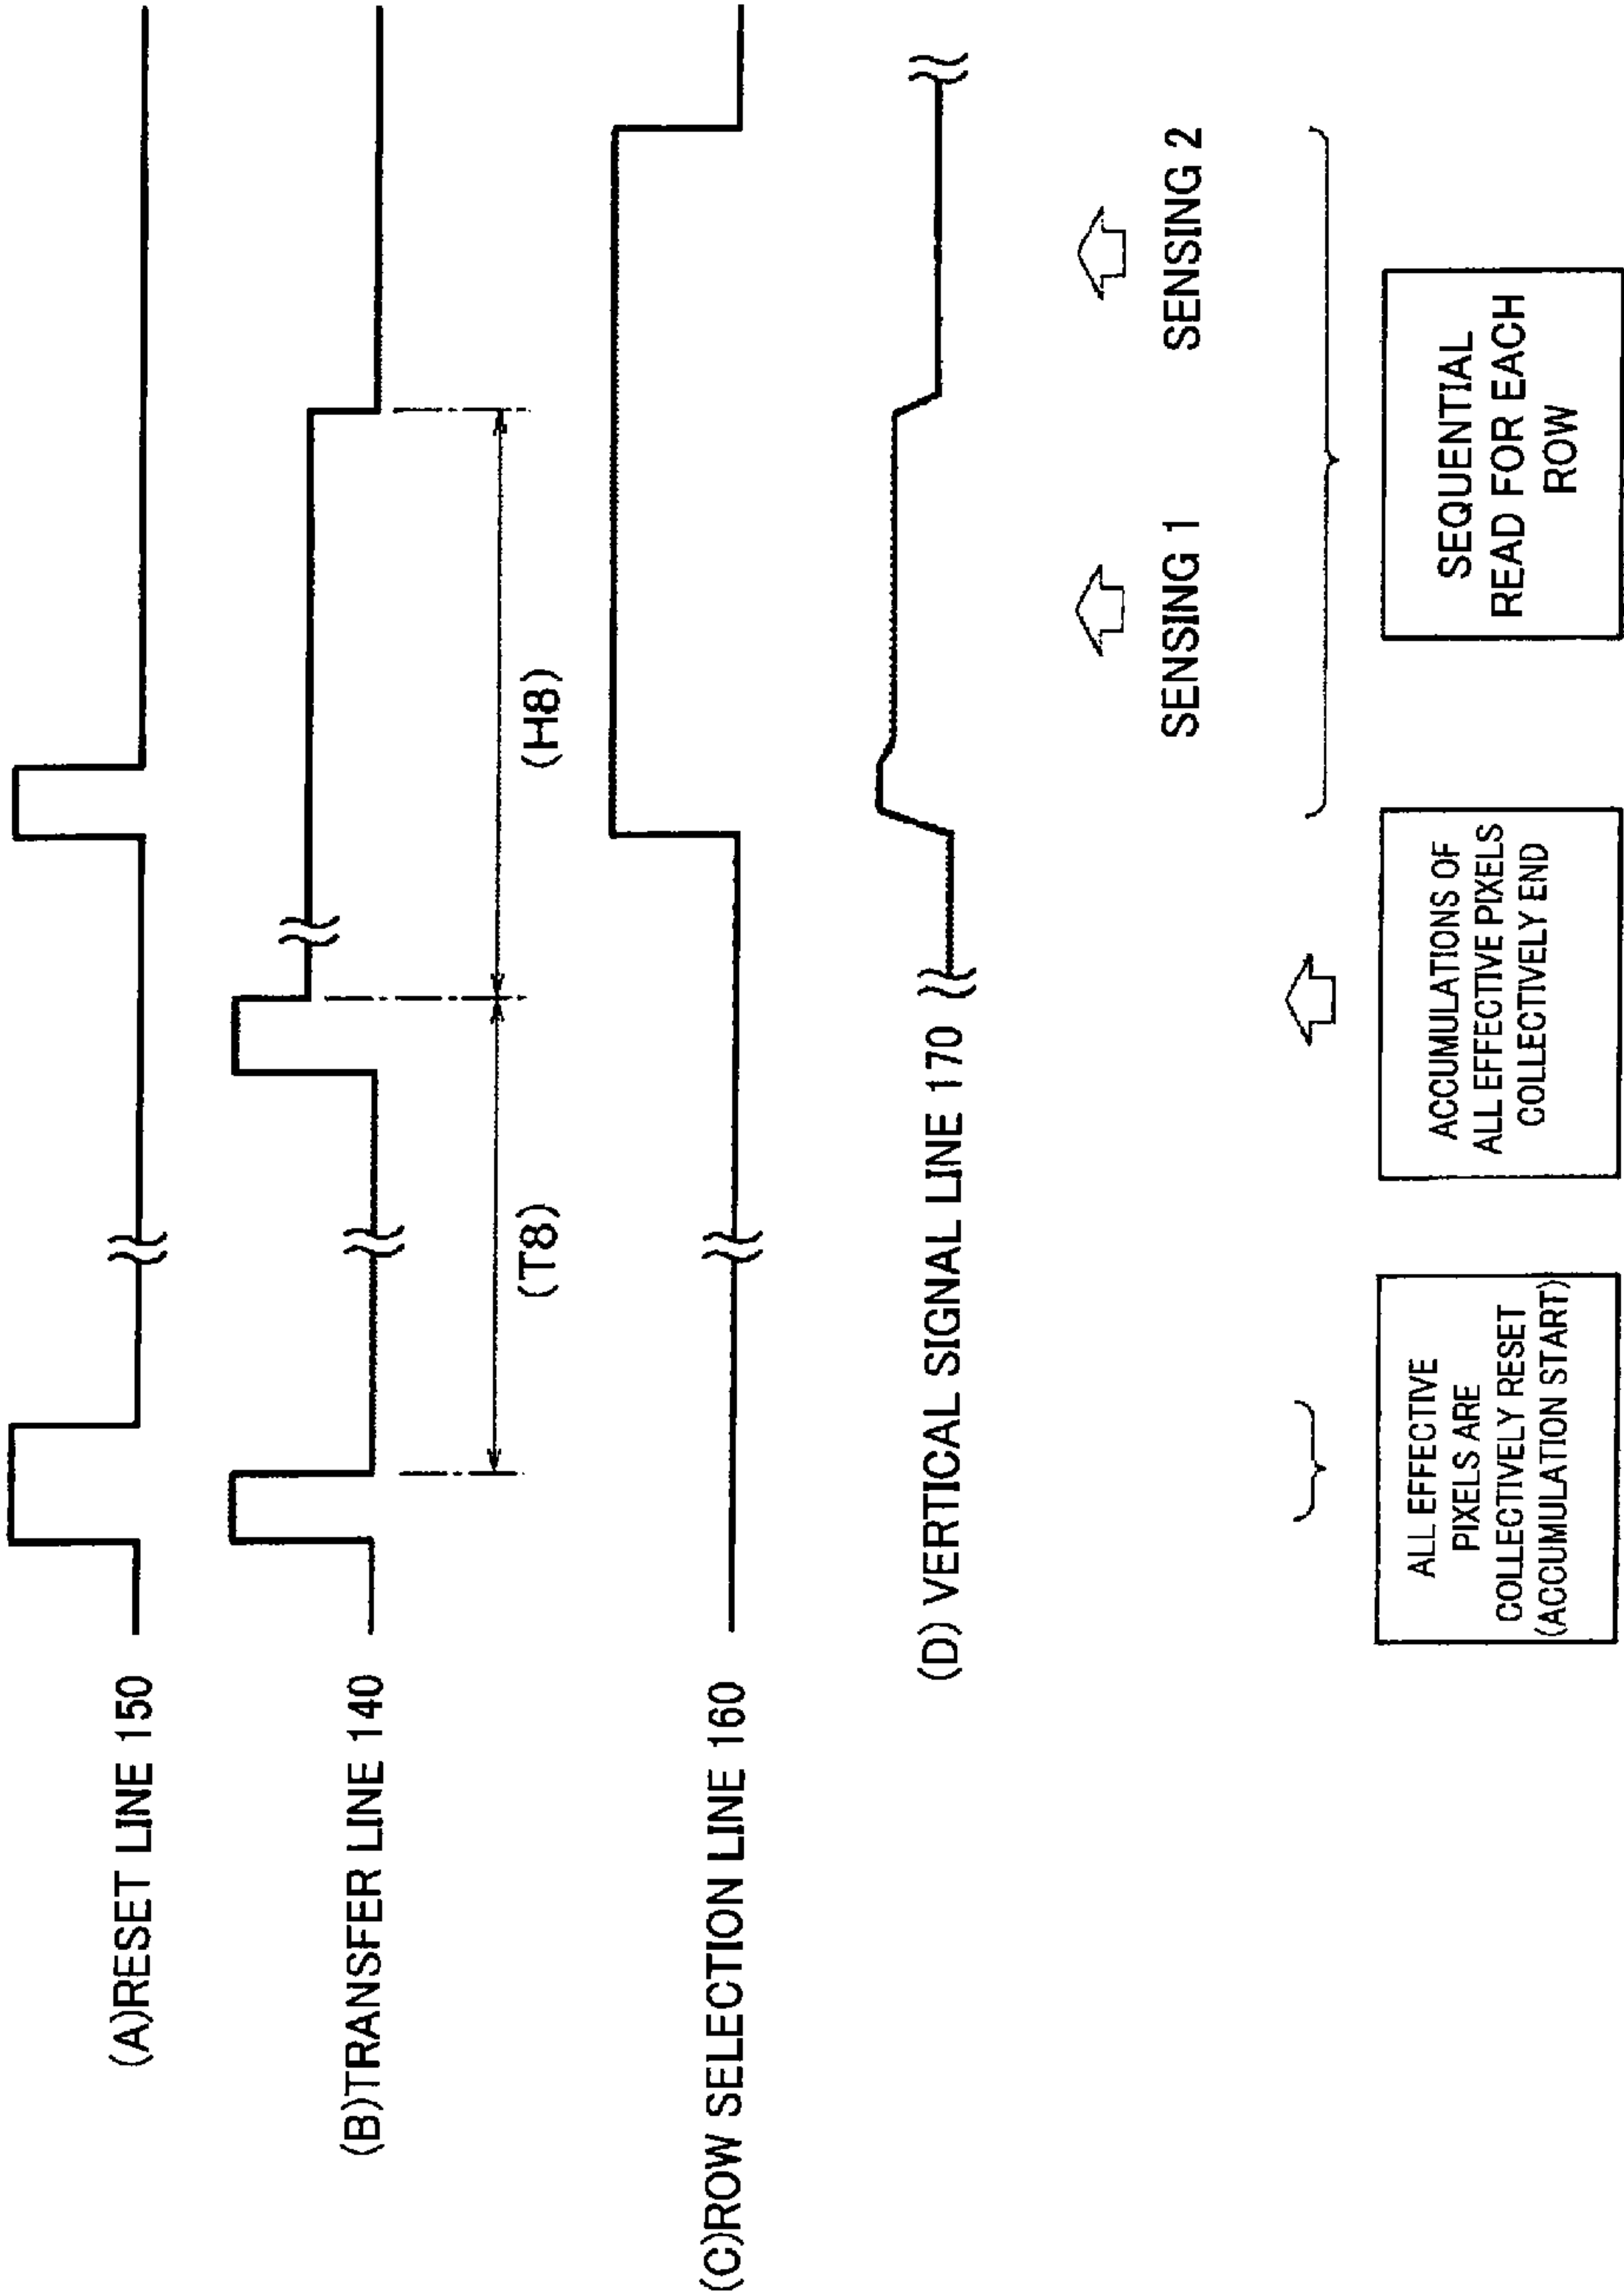 (A)RESET LINE 150
(B)TRANSFER LINE 140
(T8)
(H8)
(C)ROW SELECTION LINE 160
(D) VERTICAL SIGNAL LINE 170
SENSING 1
SENSING 2
ALL EFFECTIVE
PIXELS ARE
COLLECTIVELY RESET
(ACCUMULATION START)
ACCUMULATIONS OF
ALL EFFECTIVE PIXELS
COLLECTIVELY END
SEQUENTIAL
READ FOR EACH
ROW